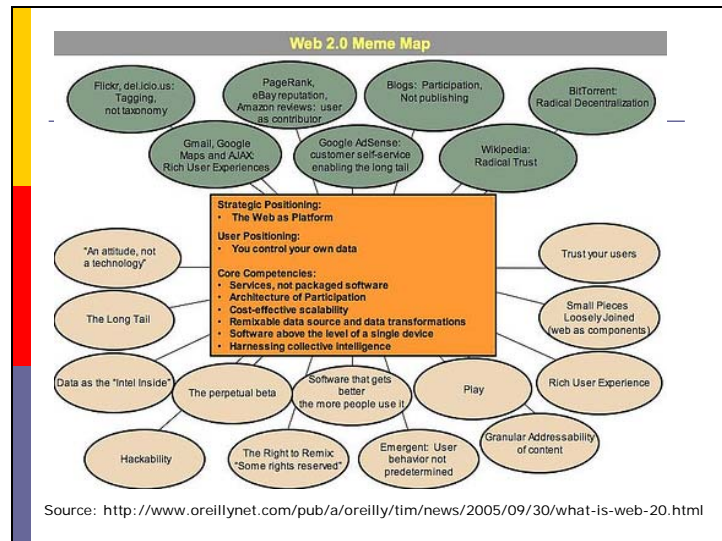 Web 2.0 Meme Map
Flickr, del.icio.us:
Tagging,
not taxonomy
PageRank,
eBay reputation,
Amazon reviews: user
as contributor
Blogs: Participation,
Not publishing
BitTorrent:
Radical Decentralization
Gmail, Google
Maps and AJAX:
Rich User Experiences
Google AdSense:
customer self-service
enabling the long tail
Wikipedia:
Radical Trust
Strategic Positioning:
• The Web as Platform
User Positioning:
• You control your own data
Core Competencies:
• Services, not packaged software
• Architecture of Participation
• Cost-effective scalability
• Remixable data source and data transformations
• Software above the level of a single device
• Harnessing collective intelligence
"An attitude, not
a technology"
Trust your users
The Long Tail
Small Pieces
Loosely Joined
(web as components)
Data as the "Intel Inside"
The perpetual beta
Software that gets
better
the more people use it
Play
Rich User Experience
Hackability
The Right to Remix:
"Some rights reserved"
Emergent: User
behavior not
predetermined
Granular Addressability
of content
Source: http://www.oreillynet.com/pub/a/oreilly/tim/news/2005/09/30/what-is-web-20.html